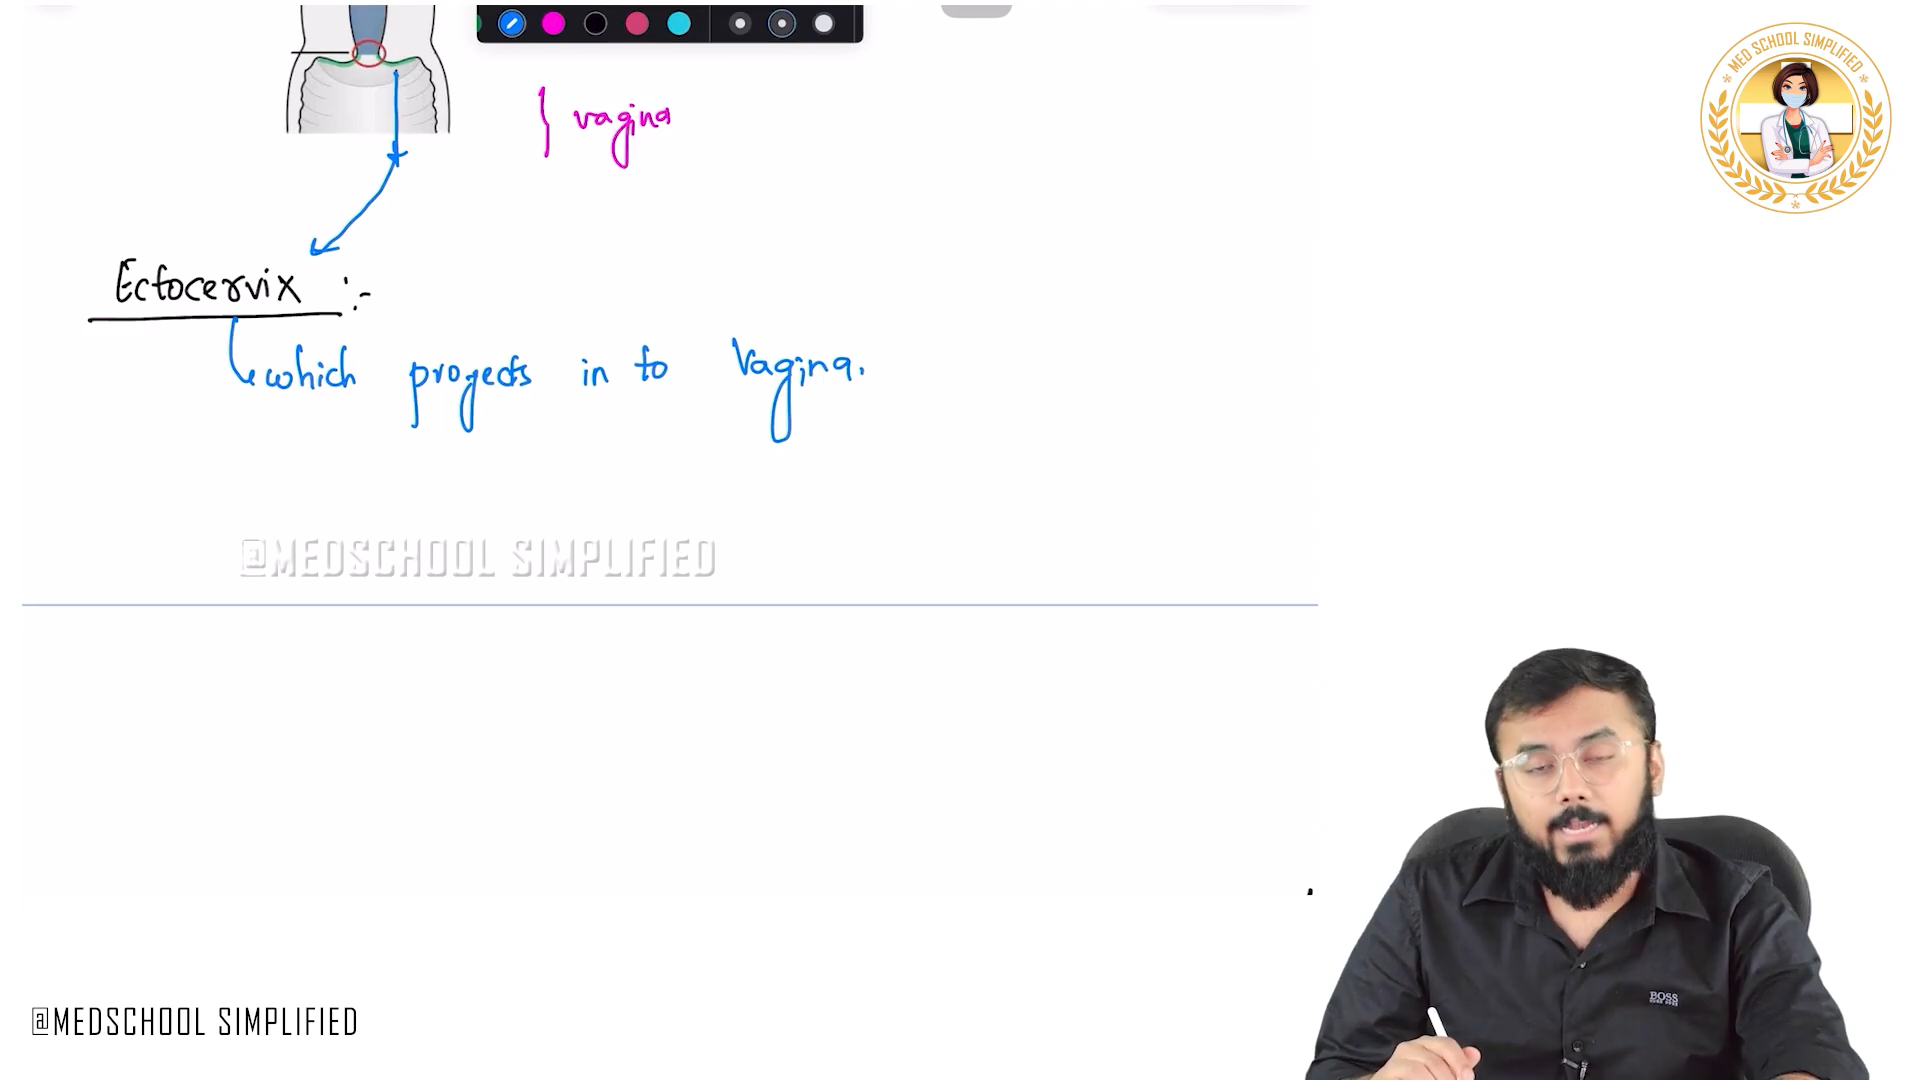 MED SCHOOL SIMPLIFIED
vagina
Ectocervix :-
which projects in to Vagina.
@MEDSCHOOL SIMPLIFIED
BOSS
@MEDSCHOOL SIMPLIFIED